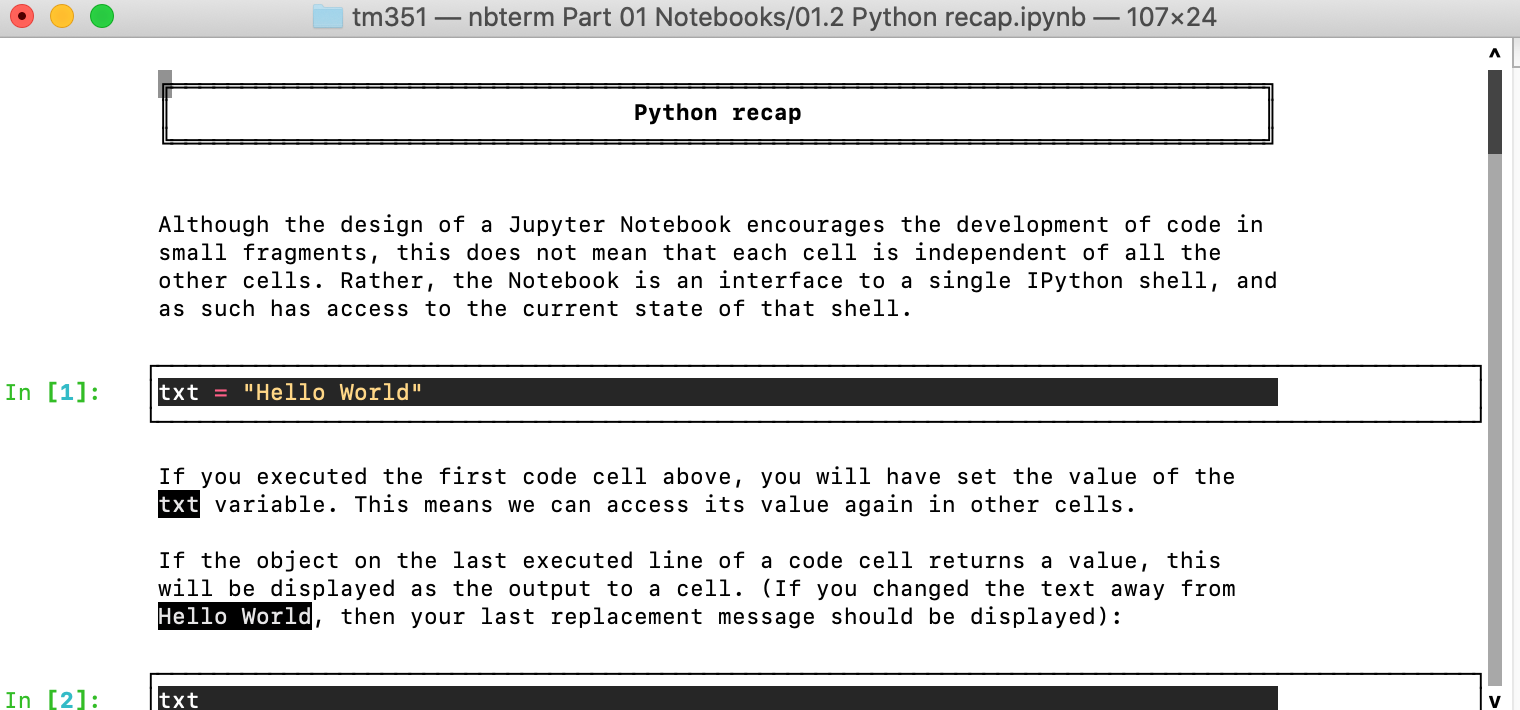 tm351 — nbterm Part 01 Notebooks/01.2 Python recap.ipynb — 107×24
^
Python recap
Although the design of a Jupyter Notebook encourages the development of code in
small fragments, this does not mean that each cell is independent of all the
other cells. Rather, the Notebook is an interface to a single IPython shell, and
as such has access to the current state of that shell.
In [1]: txt = "Hello World"
If you executed the first code cell above, you will have set the value of the
txt variable. This means we can access its value again in other cells.
If the object on the last executed line of a code cell returns a value, this
will be displayed as the output to a cell. (If you changed the text away from
Hello World, then your last replacement message should be displayed):
In [2]: txt
v